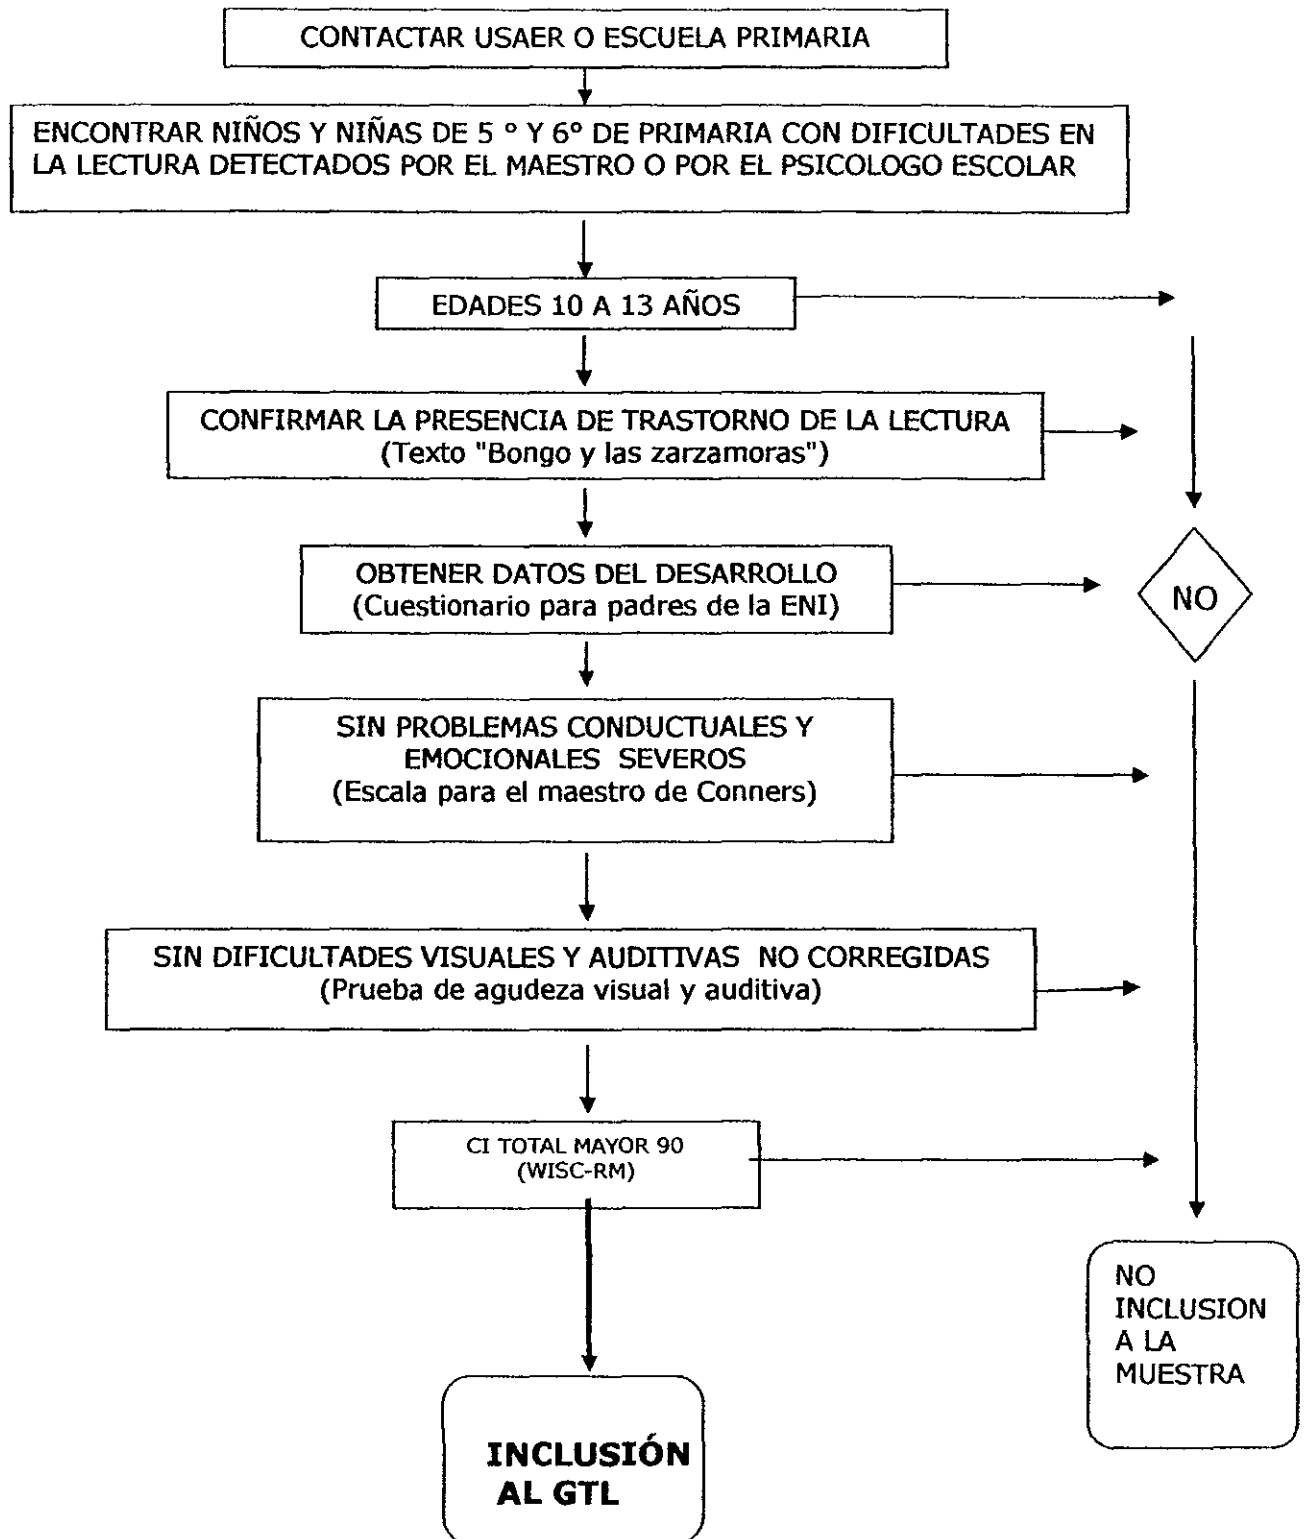 CONTACTAR USAER O ESCUELA PRIMARIA
ENCONTRAR NIÑOS Y NIÑAS DE 5 º Y 6º DE PRIMARIA CON DIFICULTADES EN
LA LECTURA DETECTADOS POR EL MAESTRO O POR EL PSICOLOGO ESCOLAR
EDADES 10 A 13 AÑOS
CONFIRMAR LA PRESENCIA DE TRASTORNO DE LA LECTURA
(Texto "Bongo y las zarzamoras")
OBTENER DATOS DEL DESARROLLO
(Cuestionario para padres de la ENI)
NO
SIN PROBLEMAS CONDUCTUALES Y
EMOCIONALES SEVEROS
(Escala para el maestro de Conners)
SIN DIFICULTADES VISUALES Y AUDITIVAS NO CORREGIDAS
(Prueba de agudeza visual y auditiva)
CI TOTAL MAYOR 90
(WISC-RM)
NO
INCLUSION
A LA
MUESTRA
INCLUSIÓN
AL GTL